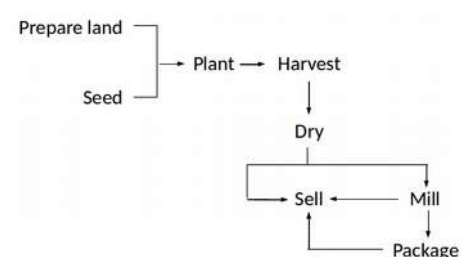 Prepare land
Plant
Harvest
Seed
Dry
Sell
Mill
Package